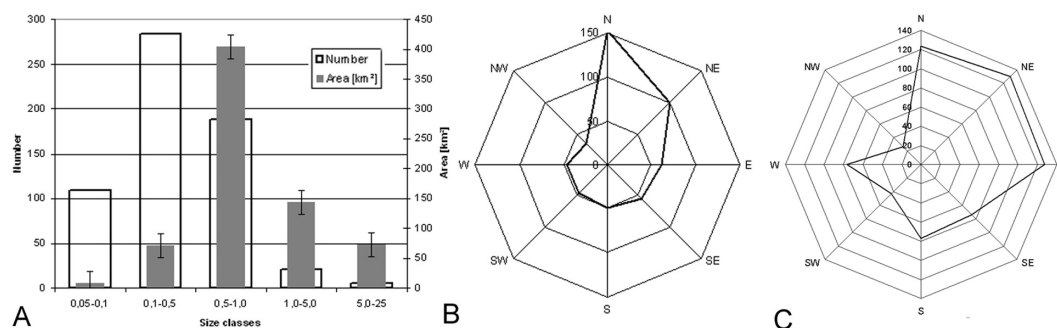 300
250
200
150
100
50
0
Number
Number
Area [km²]
450
400
350
300
250
200
150
100
50
0
Area [km²]
0,05-0,1 0,1-0,5 0,5-1,0 1,0-5,0 5,0-25
Size classes
A
N
150
100
50
0
NE
E
SE
S
SW
W
NW
B
N
140
120
100
80
60
40
20
0
NE
E
SE
S
SW
W
NW
C